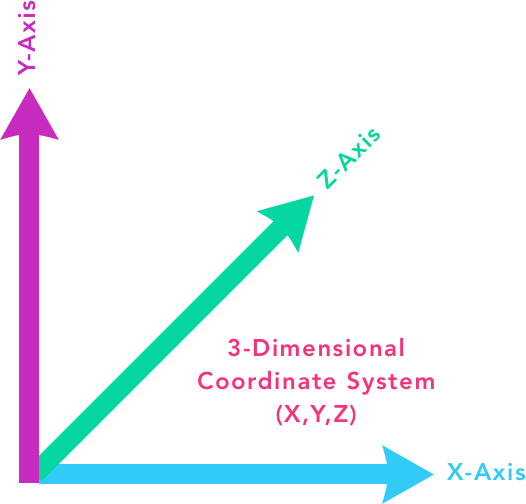 Y-Axis
Z-Axis
3-Dimensional
Coordinate System
(X,Y,Z)
X-Axis